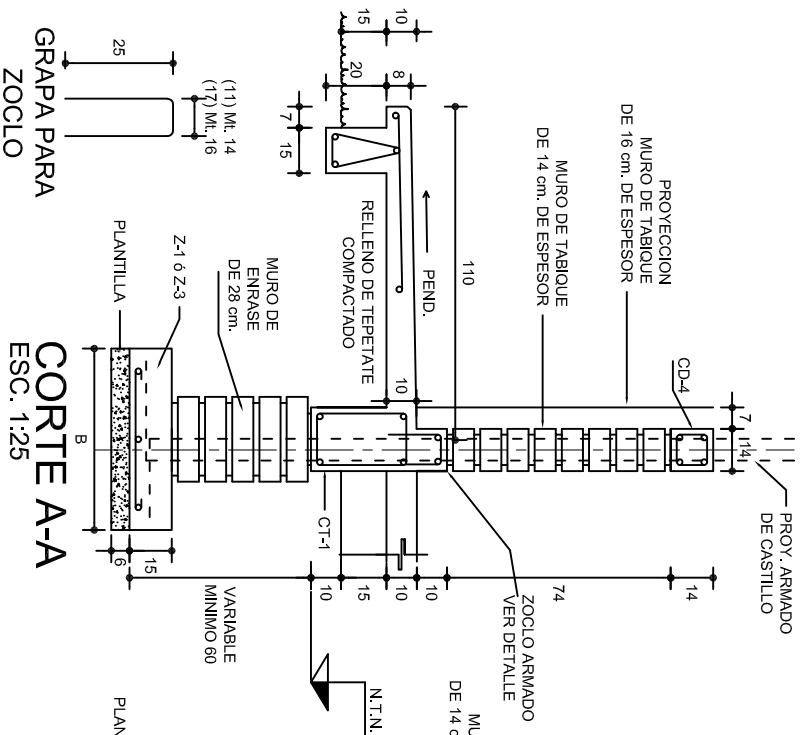 15
10
20
8
7
15
25
(11) Mt. 14
(17) Mt. 16
GRAPA PARA
ZOCLO
PROYECCION
MURO DE TABIQUE
DE 16 cm. DE ESPESOR
MURO DE TABIQUE
DE 14 cm. DE ESPESOR
110
PEND.
RELLENO DE TEPETATE
COMPACTADO
10
CD-4
7
14
PROY. ARMADO
DE CASTILLO
MURO DE
ENRASE
DE 28 cm.
Z-1 ó Z-3
PLANTILLA
CT-1
ZOCLO ARMADO
VER DETALLE
14
74
10
10
15
10
VARIABLE
MINIMO 60
15
6
B
N.T.N.
CORTE A-A
ESC. 1:25
MU
DE 14 c
PLAN